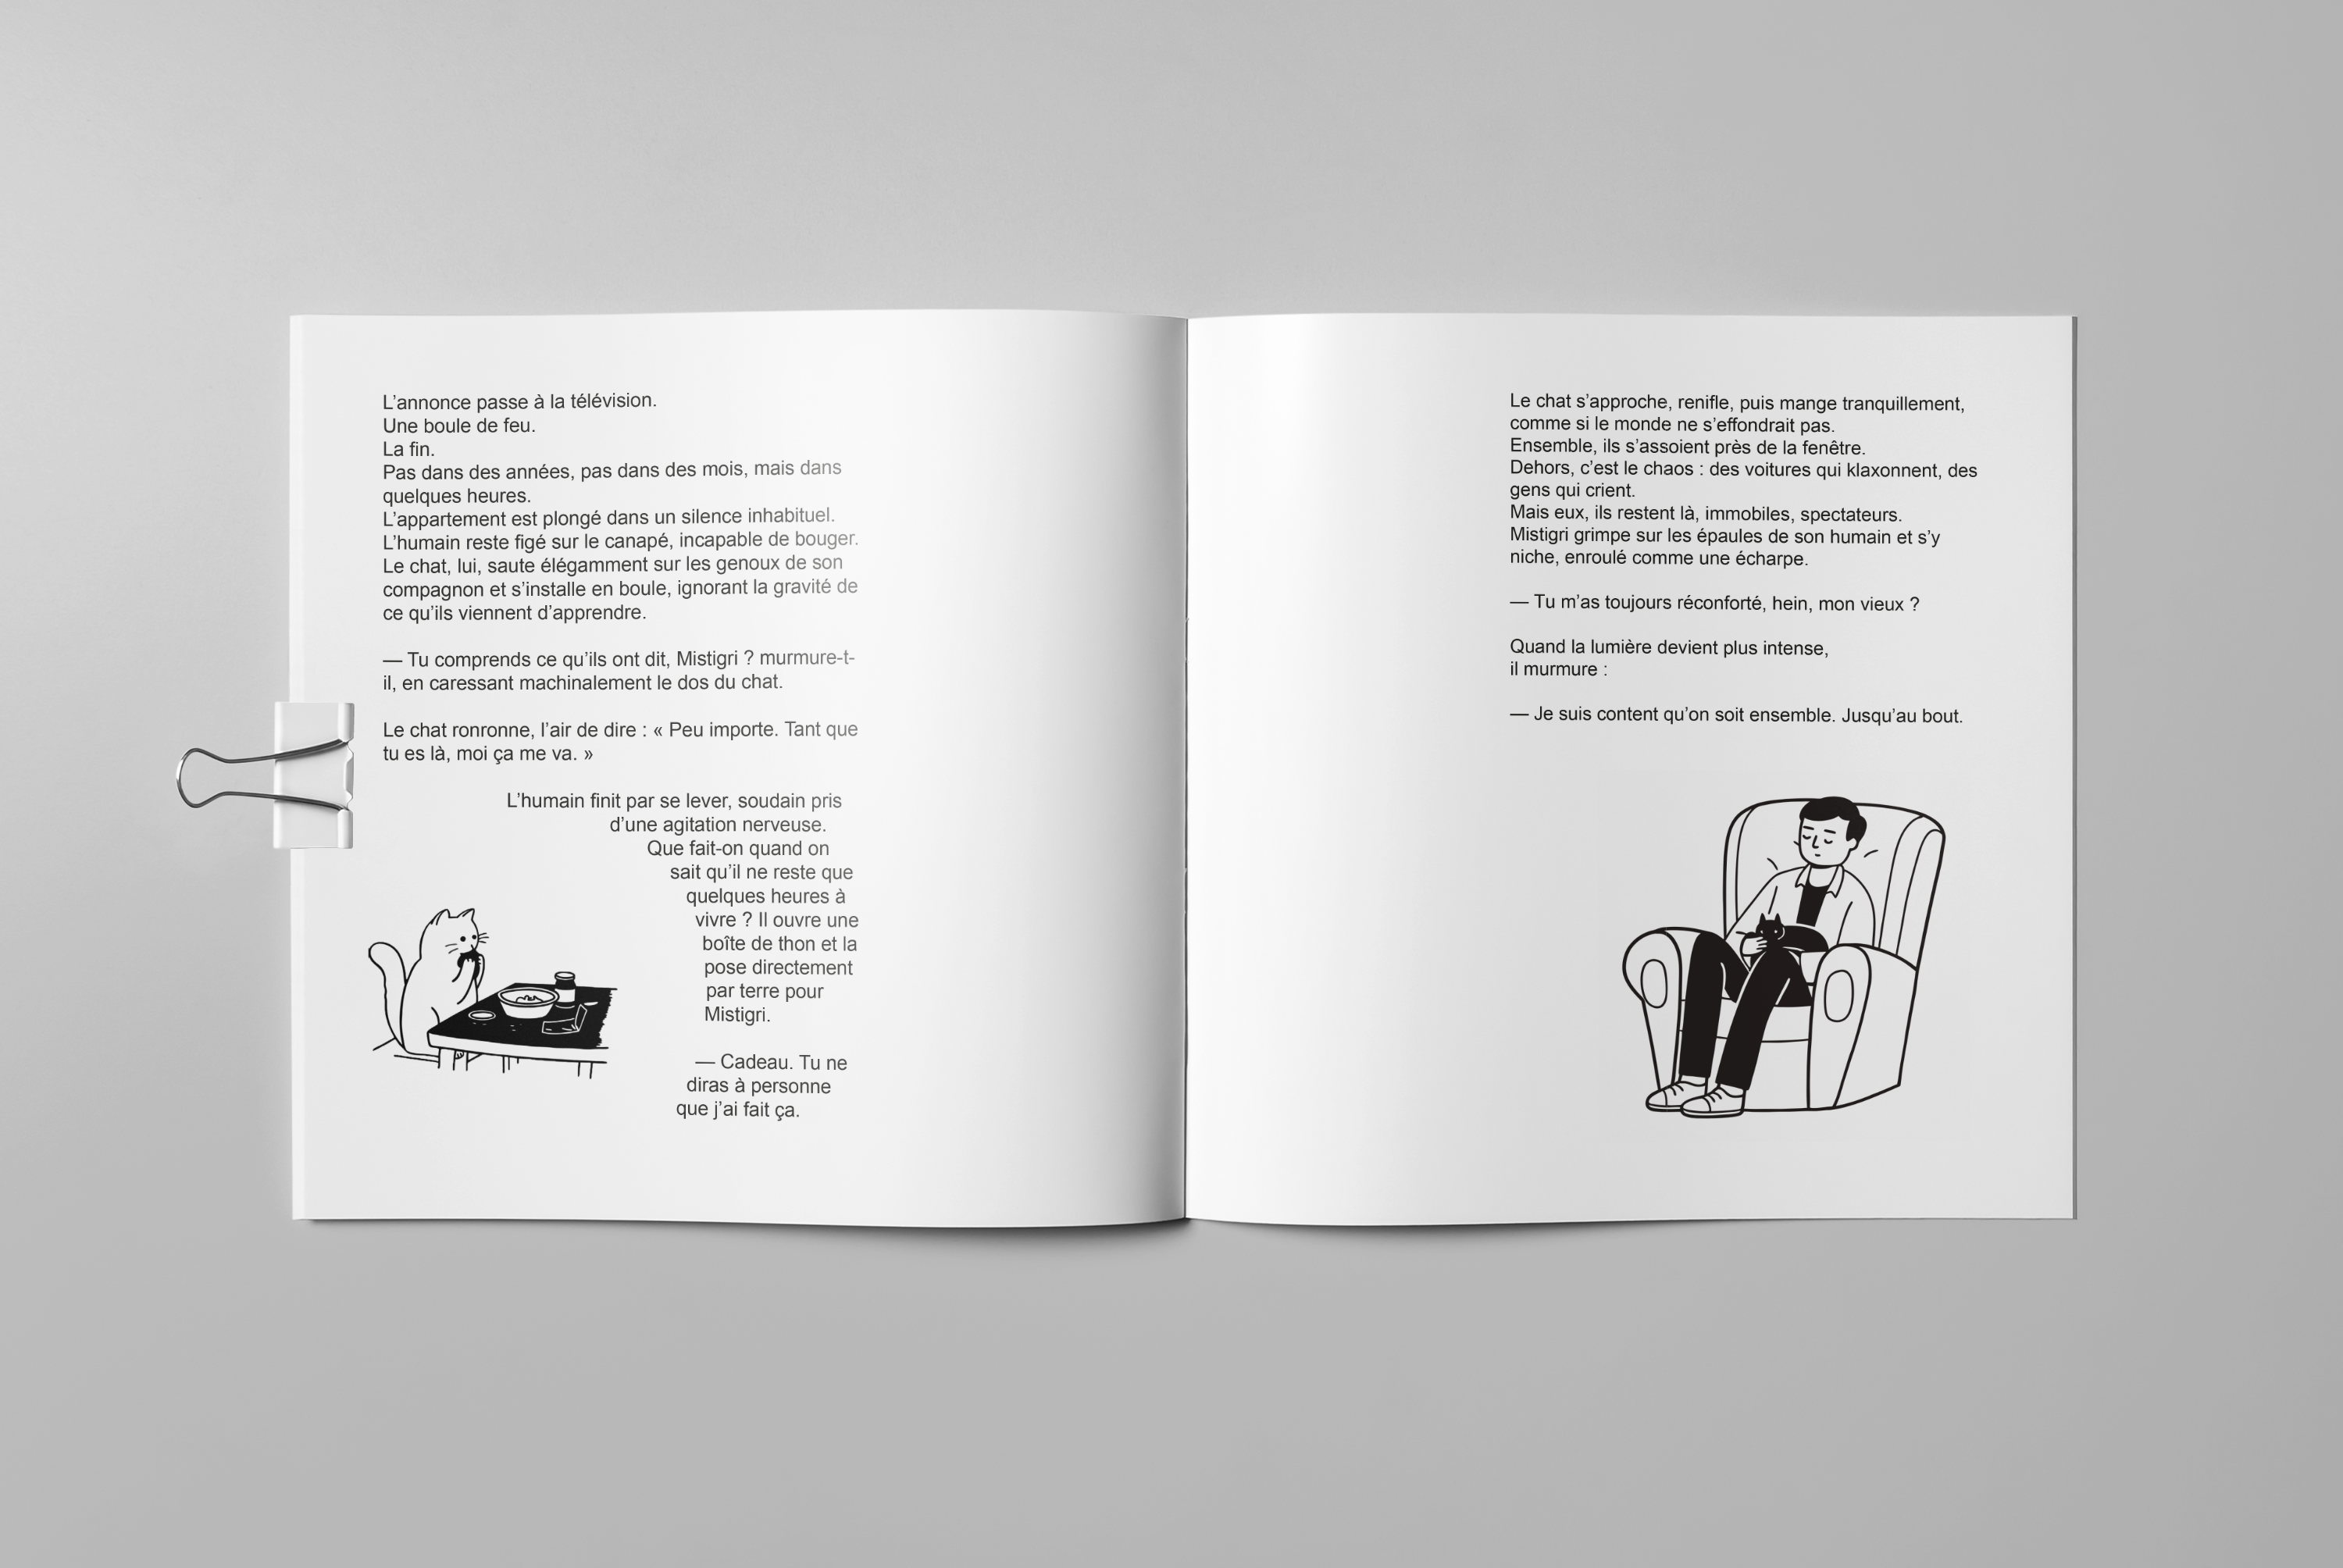 L’annonce passe à la télévision.
Une boule de feu.
La fin.
Pas dans des années, pas dans des mois, mais dans
quelques heures.
L’appartement est plongé dans un silence inhabituel.
L’humain reste figé sur le canapé, incapable de bouger.
Le chat, lui, saute élégamment sur les genoux de son
compagnon et s’installe en boule, ignorant la gravité de
ce qu’ils viennent d’apprendre.
— Tu comprends ce qu’ils ont dit, Mistigri ? murmure-t-
il, en caressant machinalement le dos du chat.
Le chat ronronne, l’air de dire : « Peu importe. Tant que
tu es là, moi ça me va. »
L’humain finit par se lever, soudain pris
d’une agitation nerveuse.
Que fait-on quand on
sait qu’il ne reste que
quelques heures à
vivre ? Il ouvre une
boîte de thon et la
pose directement
par terre pour
Mistigri.
— Cadeau. Tu ne
diras à personne
que j’ai fait ça.
Le chat s’approche, renifle, puis mange tranquillement,
comme si le monde ne s’effondrait pas.
Ensemble, ils s’assoient près de la fenêtre.
Dehors, c’est le chaos : des voitures qui klaxonnent, des
gens qui crient.
Mais eux, ils restent là, immobiles, spectateurs.
Mistigri grimpe sur les épaules de son humain et s’y
niche, enroulé comme une écharpe.
— Tu m’as toujours réconforté, hein, mon vieux ?
Quand la lumière devient plus intense,
il murmure :
— Je suis content qu’on soit ensemble. Jusqu’au bout.